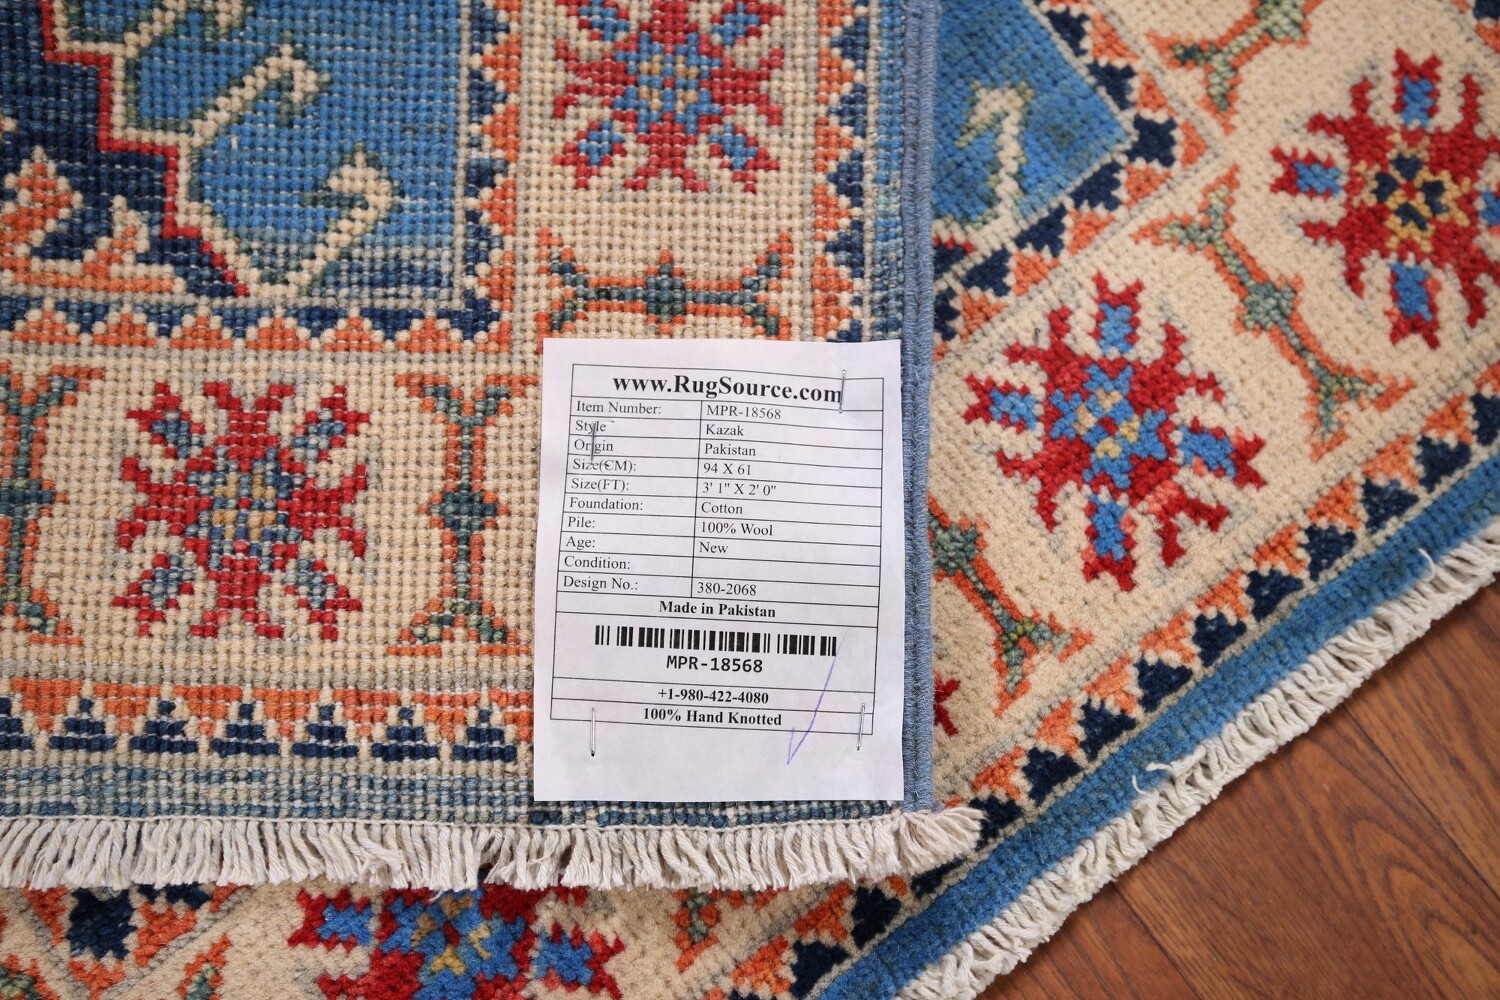 www.RugSource.com
Item Number: MPR-18568
Style Kazak
Origin Pakistan
Size(CM): 94 X 61
Size(FT): 3' 1" X 2' 0"
Foundation: Cotton
Pile: 100% Wool
Age: New
Condition:
Design No.: 380-2068
Made in Pakistan
MPR-18568
+1-980-422-4080
100% Hand Knotted